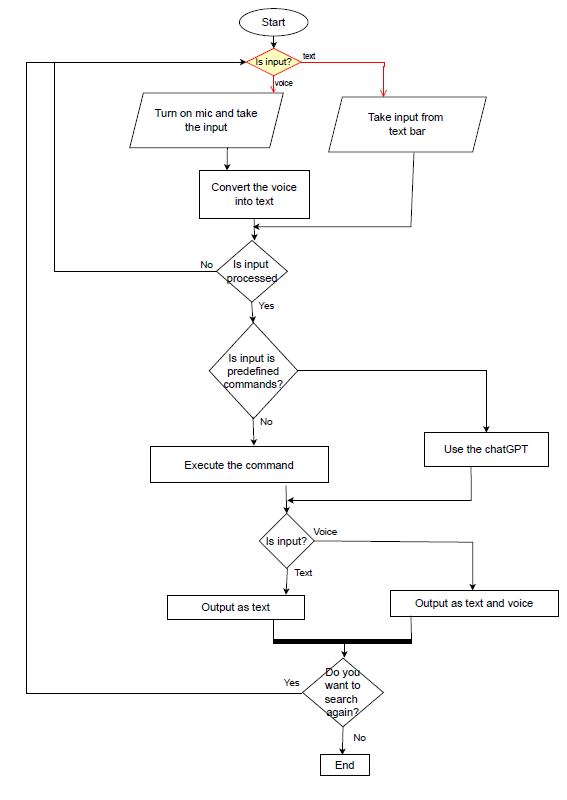 Start
Is input?
text
voice
Turn on mic and take
the input
Take input from
text bar
Convert the voice
into text
No
Is input
processed
Yes
Is input is
predefined
commands?
No
Execute the command
Use the chatGPT
Is input?
Voice
Text
Output as text
Output as text and voice
Yes
Do you
want to
search
again?
No
End